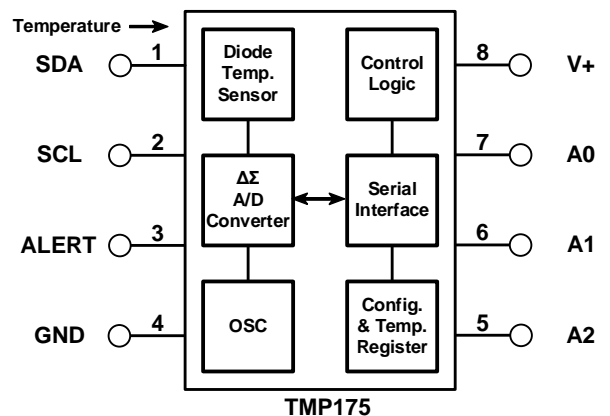 Temperature
SDA
1
Diode
Temp.
Sensor
Control
Logic
8
V+
SCL
2
ΔΣ
A/D
Converter
Serial
Interface
7
A0
ALERT
3
6
A1
GND
4
OSC
Config.
& Temp.
Register
5
A2
TMP175